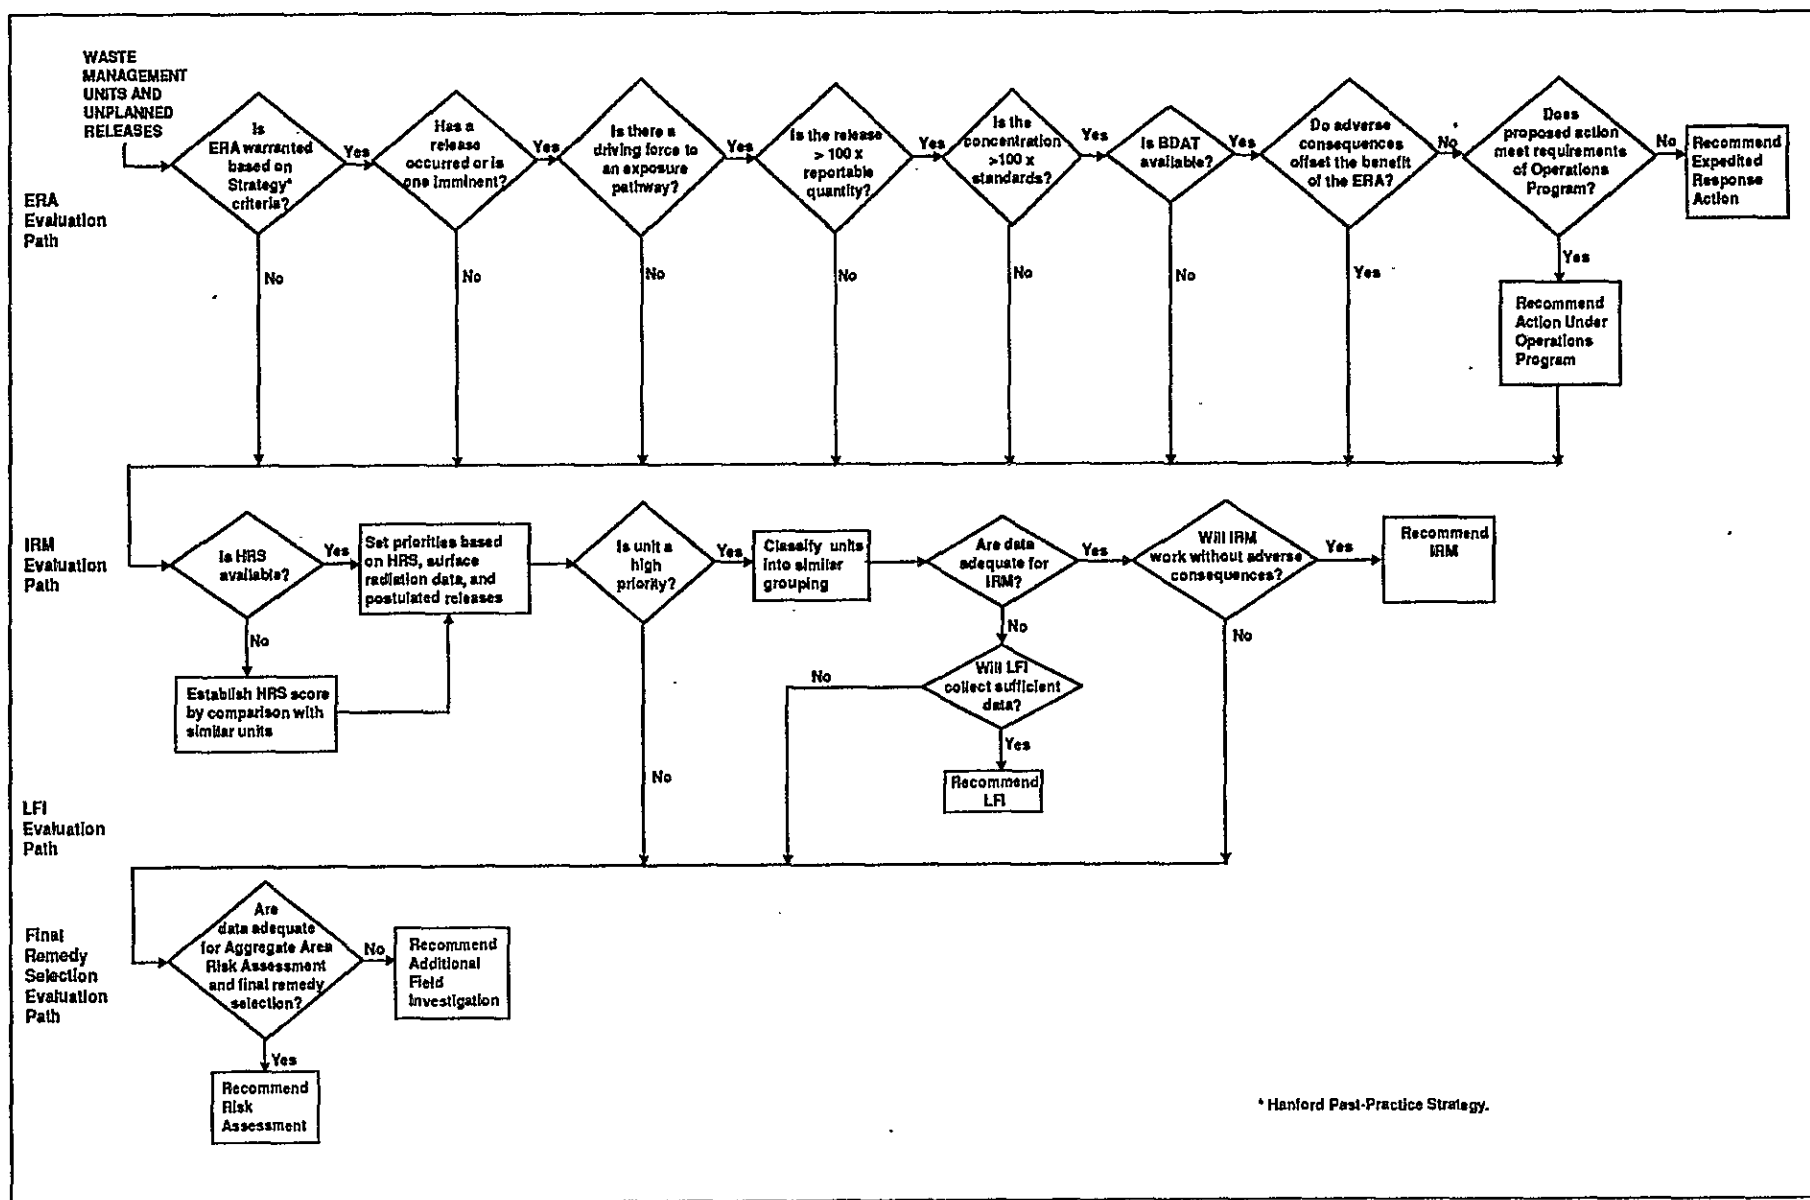 WASTE
MANAGEMENT
UNITS AND
UNPLANNED
RELEASES
ERA
Evaluation
Path
Is
ERA warranted
based on
Strategy*
criteria?
Yes
No
Has a
release
occurred or is
one imminent?
Yes
No
Is there a
driving force to
an exposure
pathway?
Yes
No
Is the release
> 100 x
reportable
quantity?
Yes
No
Is the
concentration
>100 x
standards?
Yes
No
Is BDAT
available?
Yes
No
Do adverse
consequences
offset the benefit
of the ERA?
No
Yes
Does
proposed action
meet requirements
of Operations
Program?
No
Yes
Recommend
Expedited
Response
Action
Recommend
Action Under
Operations
Program
IRM
Evaluation
Path
Is HRS
available?
Yes
No
Establish HRS score
by comparison with
similar units
Set priorities based
on HRS, surface
radiation data, and
postulated releases
Is unit a
high
priority?
Yes
No
Classify units
into similar
grouping
Are data
adequate for
IRM?
Yes
No
Will IRM
work without adverse
consequences?
Yes
No
Recommend
IRM
LFI
Evaluation
Path
Will LFI
collect sufficient
data?
No
Yes
Recommend
LFI
Final
Remedy
Selection
Evaluation
Path
Are
data adequate
for Aggregate Area
Risk Assessment
and final remedy
selection?
No
Yes
Recommend
Additional
Field
Investigation
Recommend
Risk
Assessment
* Hanford Past-Practice Strategy.